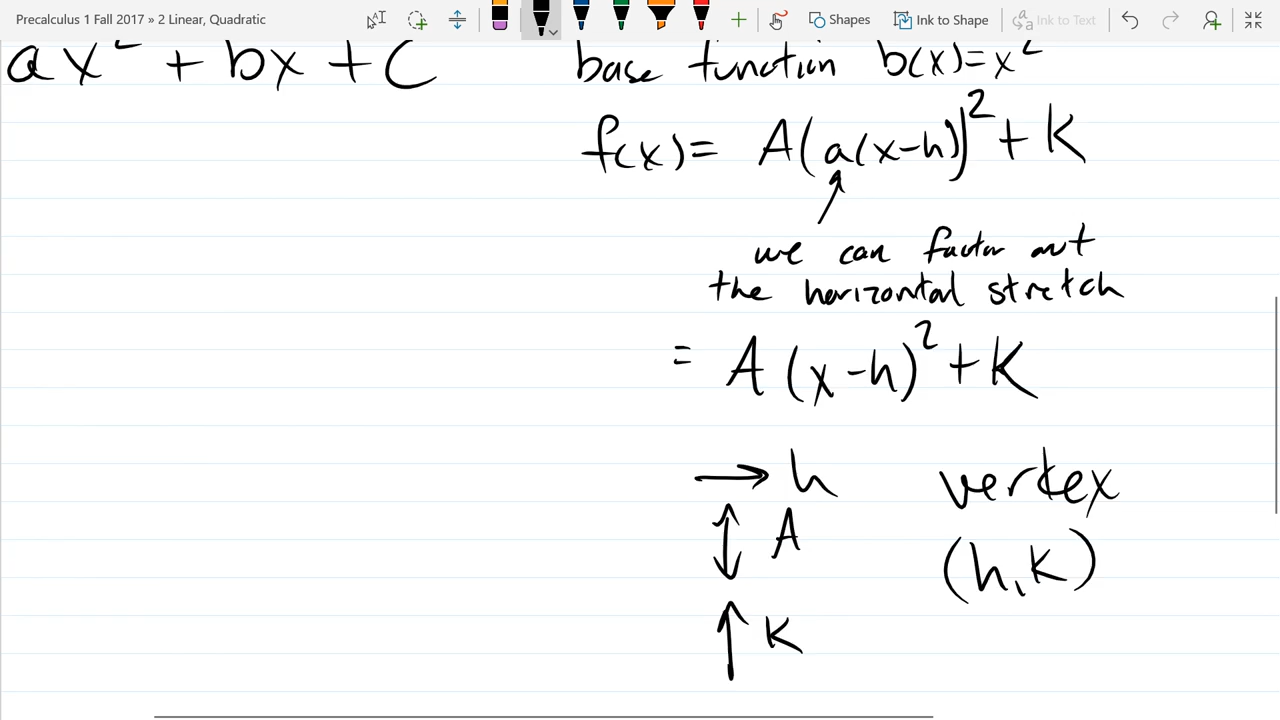 Precalculus 1 Fall 2017 » 2 Linear, Quadratic
Shapes
Ink to Shape
Ink to Text
ax² + bx + C
base function b(x)=x²
f(x)= A(a(x-h))²+K
we can factor out
the horizontal stretch
= A(x-h)²+K
→ h
vertex
↕ A
(h,K)
↑ K